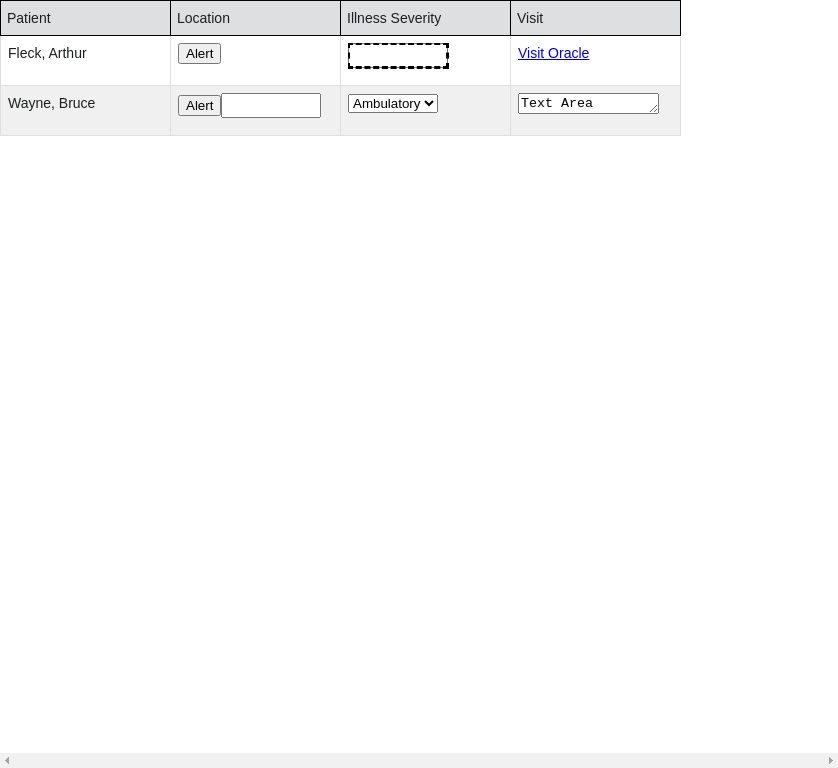 Patient Location Illness Severity Visit
Fleck, Arthur Alert Visit Oracle
Wayne, Bruce Alert Ambulatory Text Area